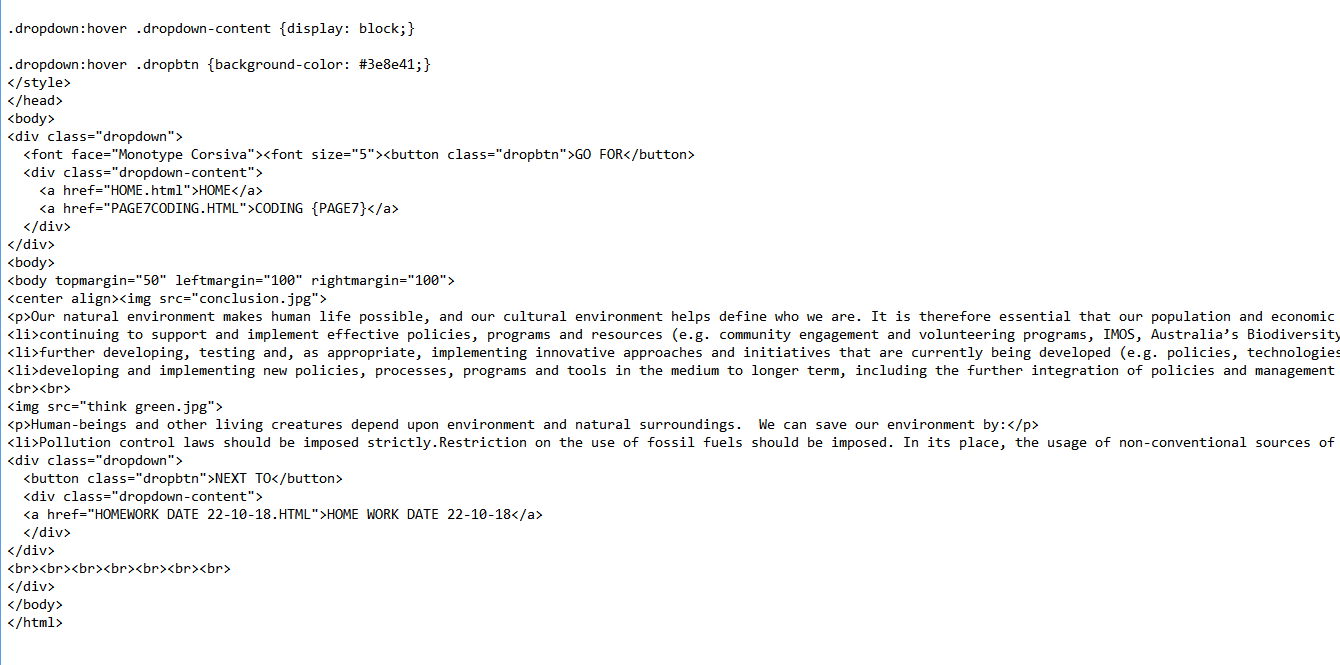 .dropdown:hover .dropdown-content {display: block;}
.dropdown:hover .dropbtn {background-color: #3e8e41;}
</style>
</head>
<body>
<div class="dropdown">
  <font face="Monotype Corsiva"><font size="5"><button class="dropbtn">GO FOR</button>
  <div class="dropdown-content">
    <a href="HOME.html">HOME</a>
    <a href="PAGE7CODING.HTML">CODING {PAGE7}</a>
  </div>
</div>
<body>
<body topmargin="50" leftmargin="100" rightmargin="100">
<center align><img src="conclusion.jpg">
<p>Our natural environment makes human life possible, and our cultural environment helps define who we are. It is therefore essential that our population and economic
<li>continuing to support and implement effective policies, programs and resources (e.g. community engagement and volunteering programs, IMOS, Australia’s Biodiversity
<li>further developing, testing and, as appropriate, implementing innovative approaches and initiatives that are currently being developed (e.g. policies, technologies
<li>developing and implementing new policies, processes, programs and tools in the medium to longer term, including the further integration of policies and management
<br><br>
<img src="think green.jpg">
<p>Human-beings and other living creatures depend upon environment and natural surroundings.  We can save our environment by:</p>
<li>Pollution control laws should be imposed strictly.Restriction on the use of fossil fuels should be imposed. In its place, the usage of non-conventional sources of
<div class="dropdown">
  <button class="dropbtn">NEXT TO</button>
  <div class="dropdown-content">
  <a href="HOMEWORK DATE 22-10-18.HTML">HOME WORK DATE 22-10-18</a>
  </div>
</div>
<br><br><br><br><br><br><br>
</div>
</body>
</html>